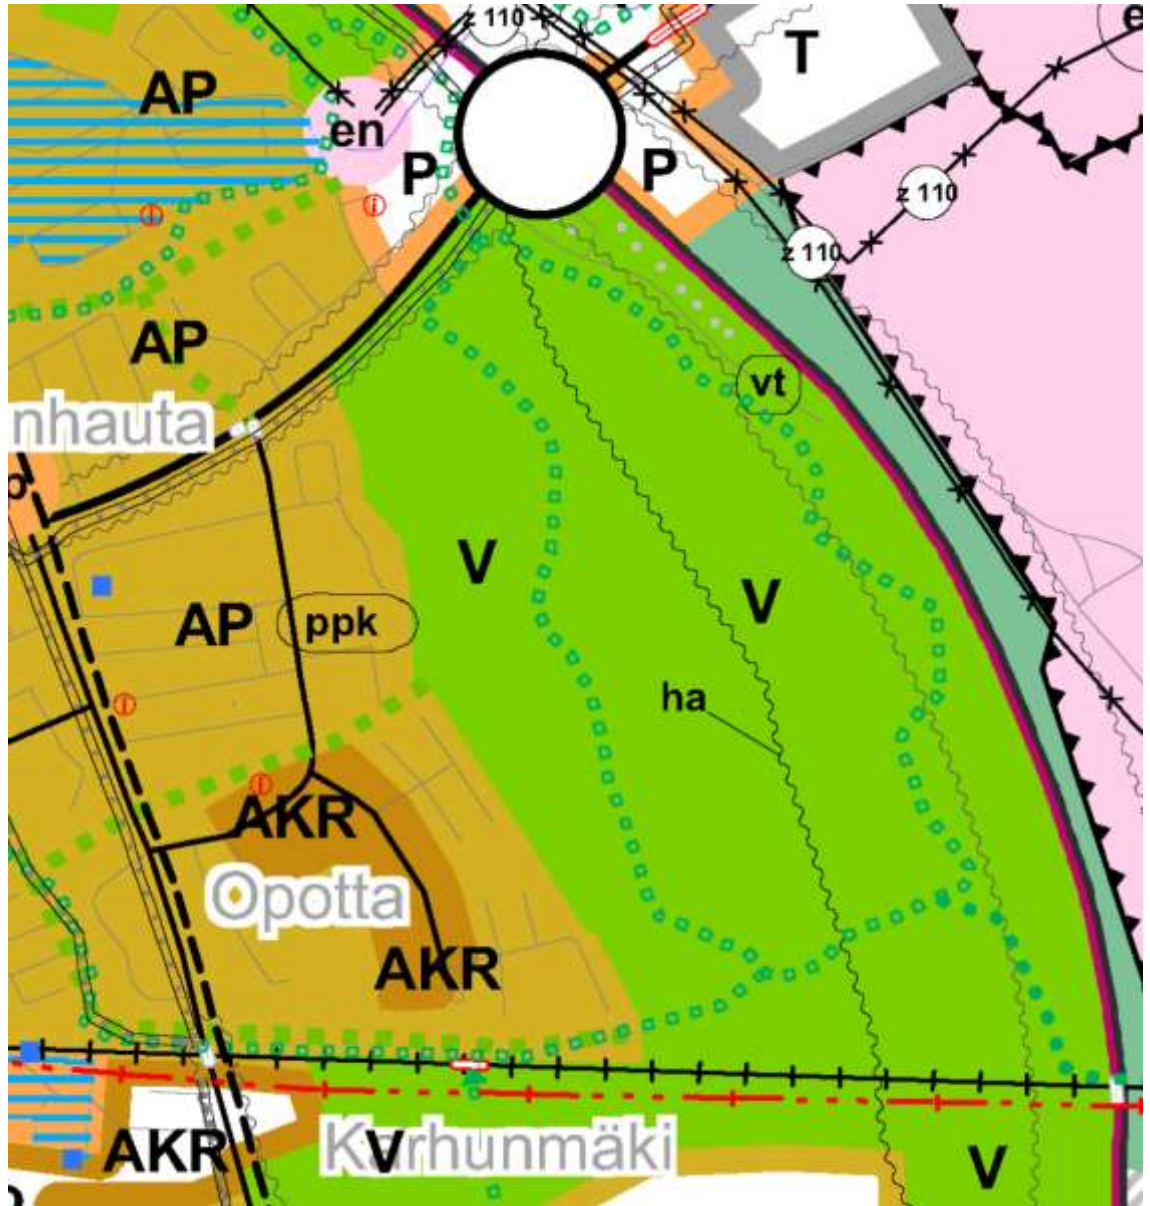 z 110
e
T
AP
en
P
P
z 110
z 110
AP
vt
nhauta
V
V
AP
ppk
ha
AKR
Opotta
AKR
AKR
V
Karhunmäki
V